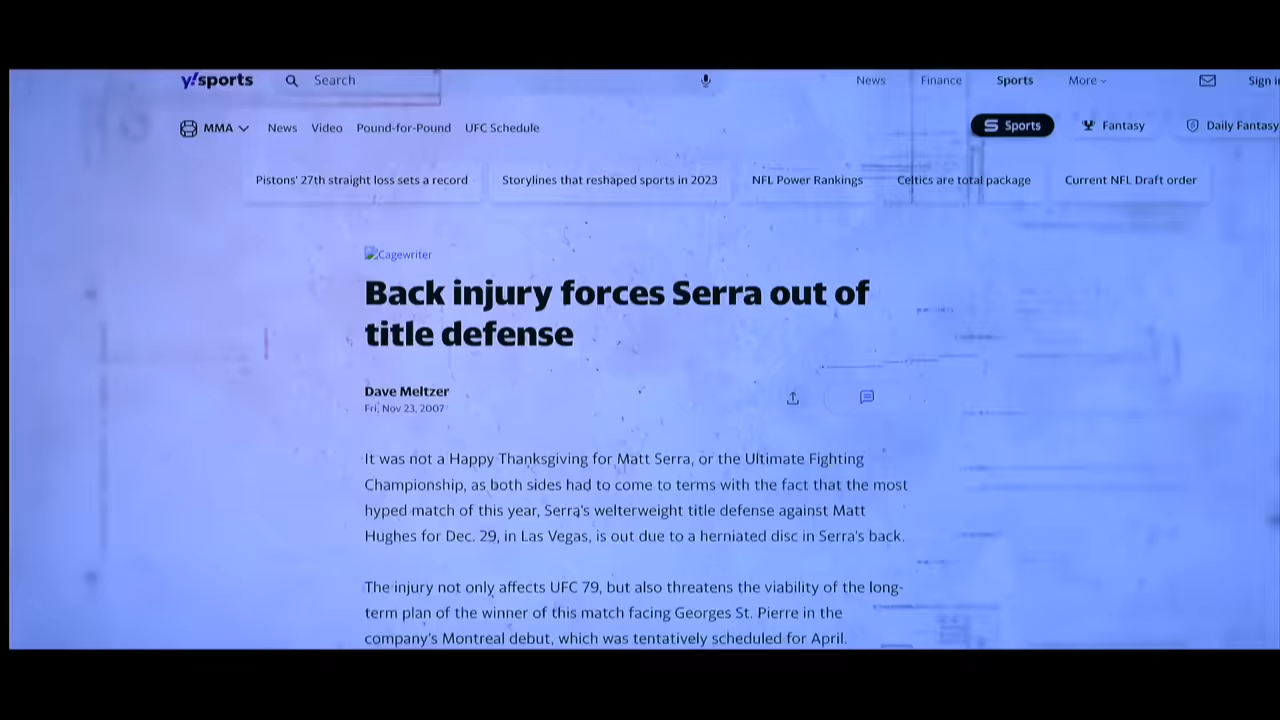 y!sports Search News Finance Sports More Sign in
MMA News Video Pound-for-Pound UFC Schedule Sports Fantasy Daily Fantasy
Pistons' 27th straight loss sets a record Storylines that reshaped sports in 2023 NFL Power Rankings Celtics are total package Current NFL Draft order
Cagewriter
Back injury forces Serra out of
title defense
Dave Meltzer
Fri, Nov 23, 2007
It was not a Happy Thanksgiving for Matt Serra, or the Ultimate Fighting
Championship, as both sides had to come to terms with the fact that the most
hyped match of this year, Serra's welterweight title defense against Matt
Hughes for Dec. 29, in Las Vegas, is out due to a herniated disc in Serra's back.
The injury not only affects UFC 79, but also threatens the viability of the long-
term plan of the winner of this match facing Georges St. Pierre in the
company's Montreal debut, which was tentatively scheduled for April.